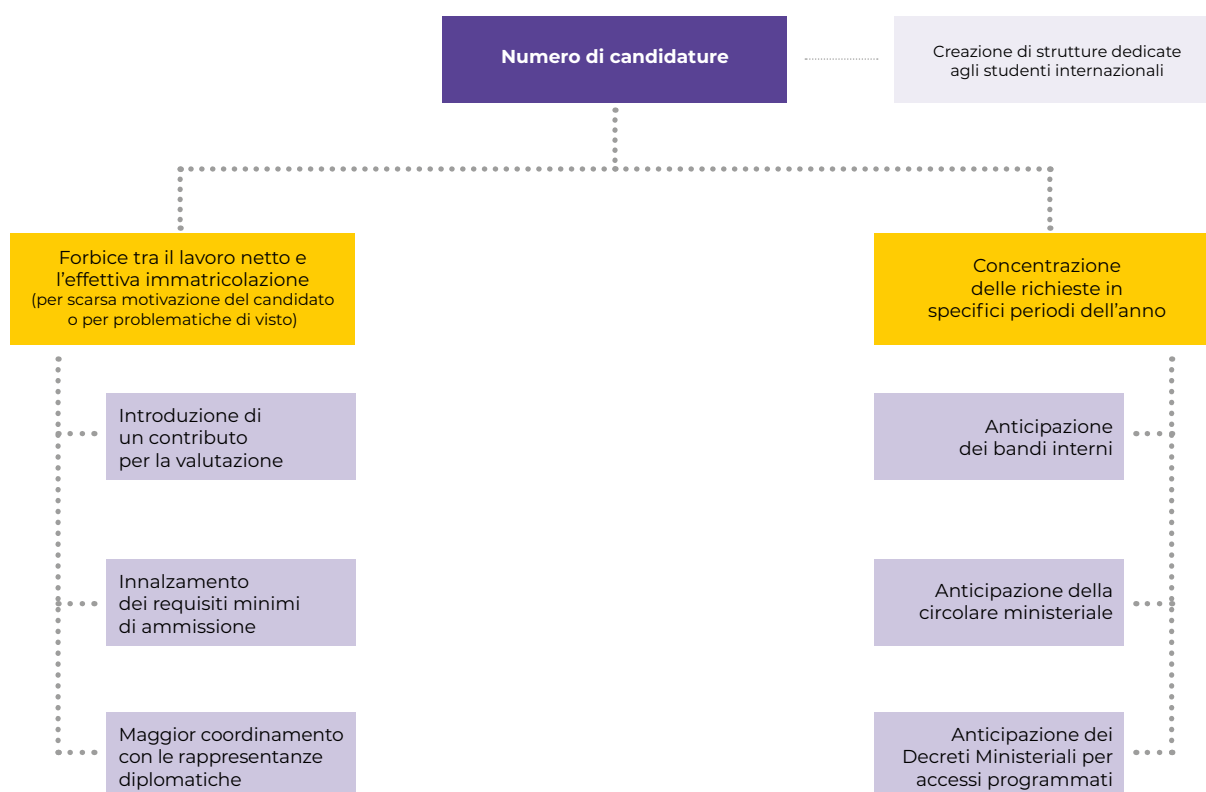 Numero di candidature
Creazione di strutture dedicate
agli studenti internazionali
Forbice tra il lavoro netto e
l’effettiva immatricolazione
(per scarsa motivazione del candidato
o per problematiche di visto)
Concentrazione
delle richieste in
specifici periodi dell’anno
Introduzione di
un contributo
per la valutazione
Anticipazione
dei bandi interni
Innalzamento
dei requisiti minimi
di ammissione
Anticipazione della
circolare ministeriale
Maggior coordinamento
con le rappresentanze
diplomatiche
Anticipazione dei
Decreti Ministeriali per
accessi programmati